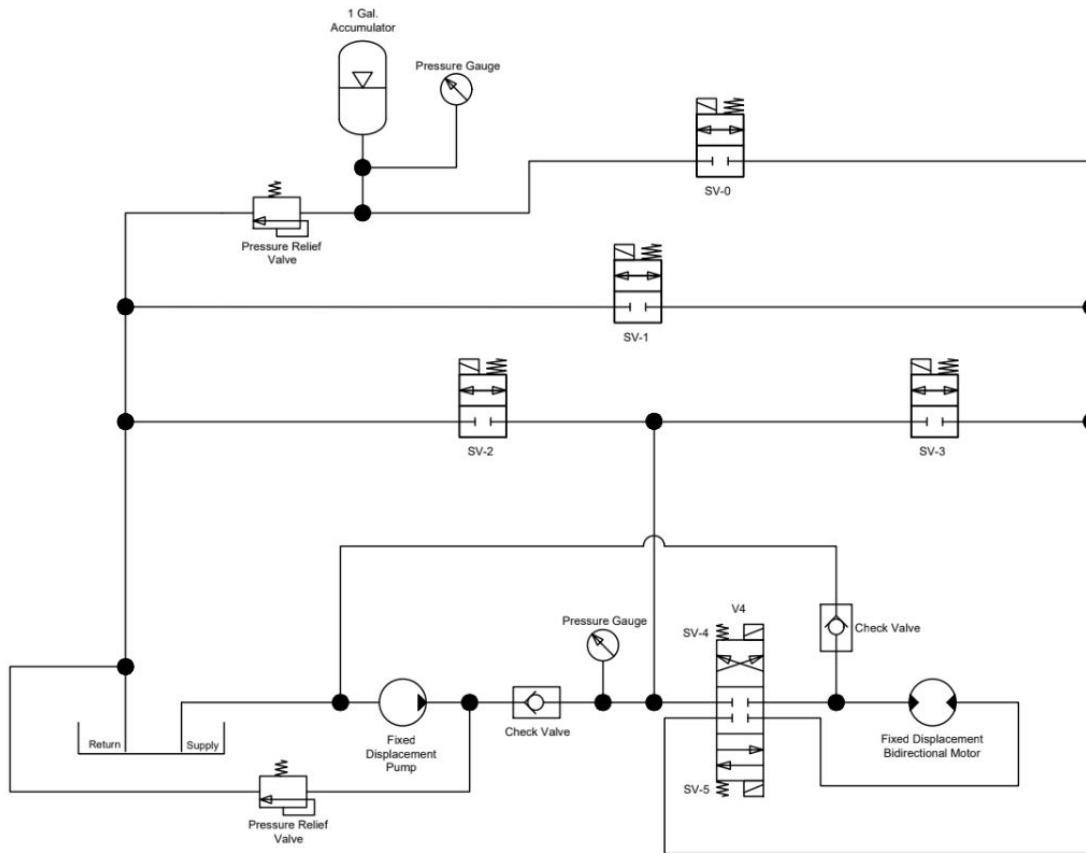 1 Gal.
Accumulator
Pressure Gauge
SV-0
Pressure Relief
Valve
SV-1
SV-2
SV-3
V4
Pressure Gauge
SV-4
Check Valve
Return
Supply
Fixed
Displacement
Pump
Check Valve
Fixed Displacement
Bidirectional Motor
SV-5
Pressure Relief
Valve